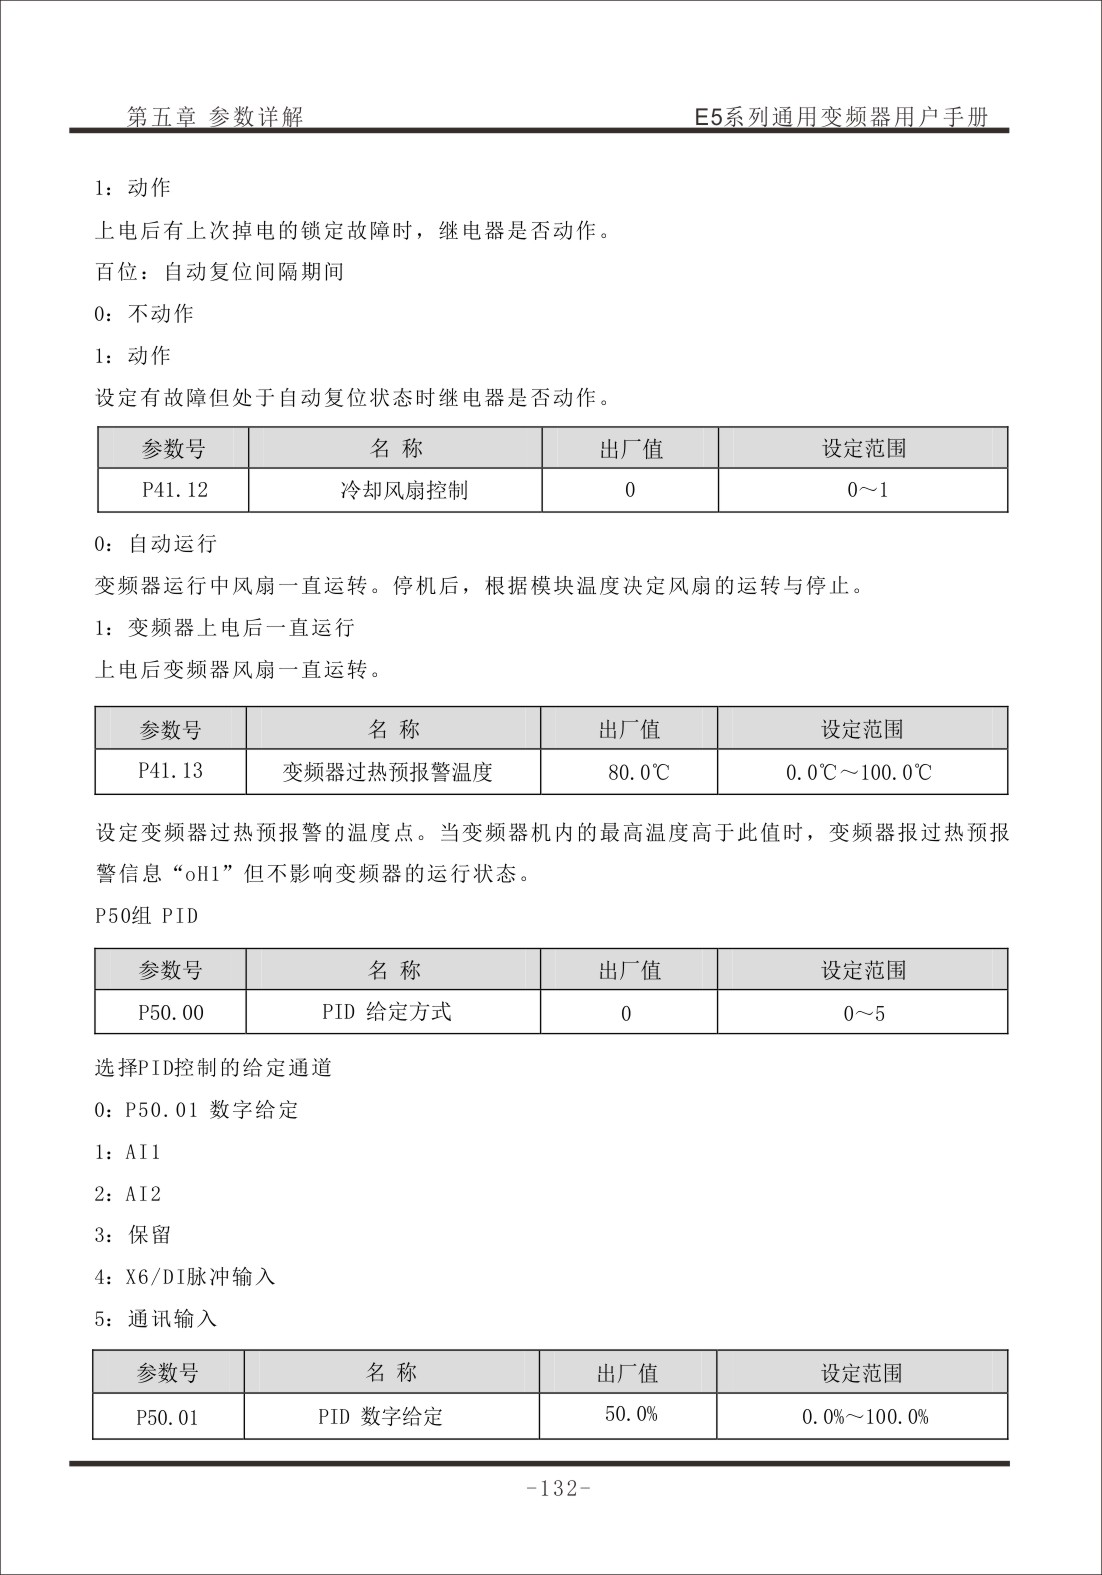 第五章 参数详解 E5系列通用变频器用户手册
1：动作
上电后有上次掉电的锁定故障时，继电器是否动作。
百位：自动复位间隔期间
0：不动作
1：动作
设定有故障但处于自动复位状态时继电器是否动作。
参数号 名 称 出厂值 设定范围
P41.12 冷却风扇控制 0 0～1
0：自动运行
变频器运行中风扇一直运转。停机后，根据模块温度决定风扇的运转与停止。
1：变频器上电后一直运行
上电后变频器风扇一直运转。
参数号 名 称 出厂值 设定范围
P41.13 变频器过热预报警温度 80.0℃ 0.0℃～100.0℃
设定变频器过热预报警的温度点。当变频器机内的最高温度高于此值时，变频器报过热预报
警信息“oH1”但不影响变频器的运行状态。
P50组 PID
参数号 名 称 出厂值 设定范围
P50.00 PID 给定方式 0 0～5
选择PID控制的给定通道
0：P50.01 数字给定
1：AI1
2：AI2
3：保留
4：X6/DI脉冲输入
5：通讯输入
参数号 名 称 出厂值 设定范围
P50.01 PID 数字给定 50.0% 0.0%～100.0%
-132-